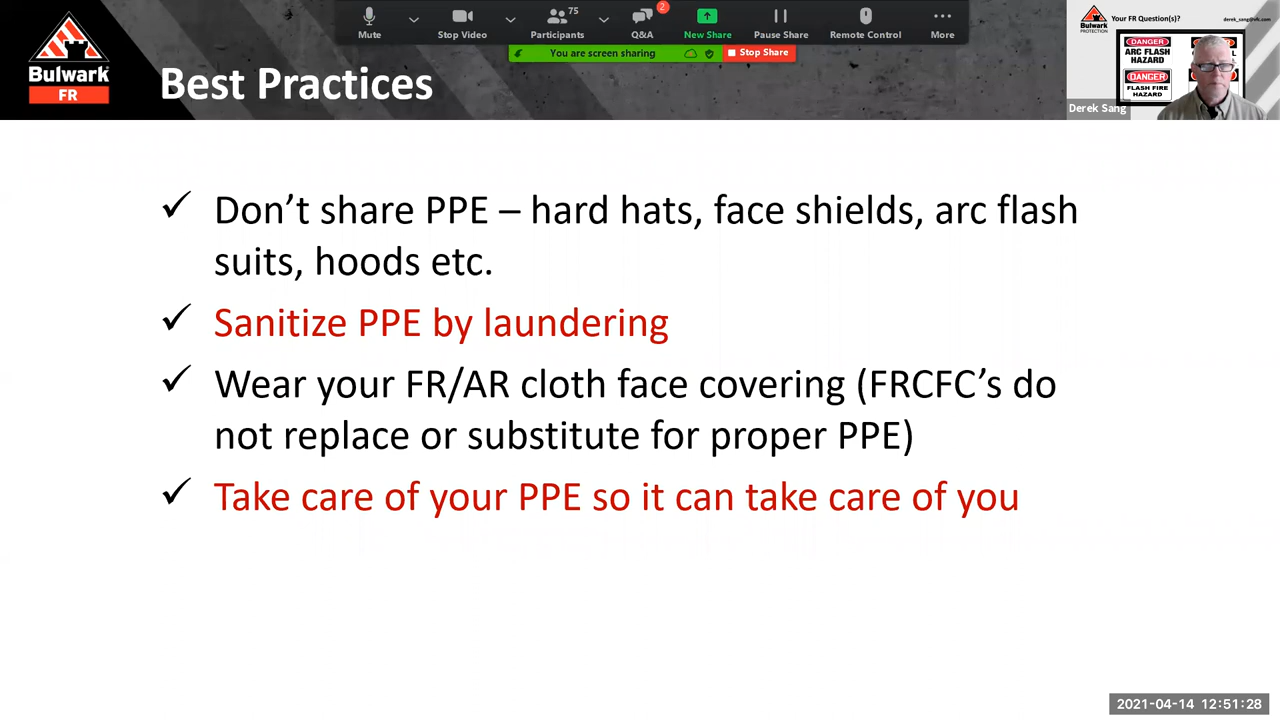 75
2
Mute
Stop Video
Participants
Q&A
New Share
Pause Share
Remote Control
More
You are screen sharing
Stop Share
Bulwark
FR
Best Practices
Bulwark
PROTECTION
Your FR Question(s)?
derek_sang@vfc.com
DANGER
ARC FLASH
HAZARD
DANGER
FLASH FIRE
HAZARD
Derek Sang
Don’t share PPE – hard hats, face shields, arc flash
suits, hoods etc.
Sanitize PPE by laundering
Wear your FR/AR cloth face covering (FRCFC’s do
not replace or substitute for proper PPE)
Take care of your PPE so it can take care of you
2021-04-14 12:51:28